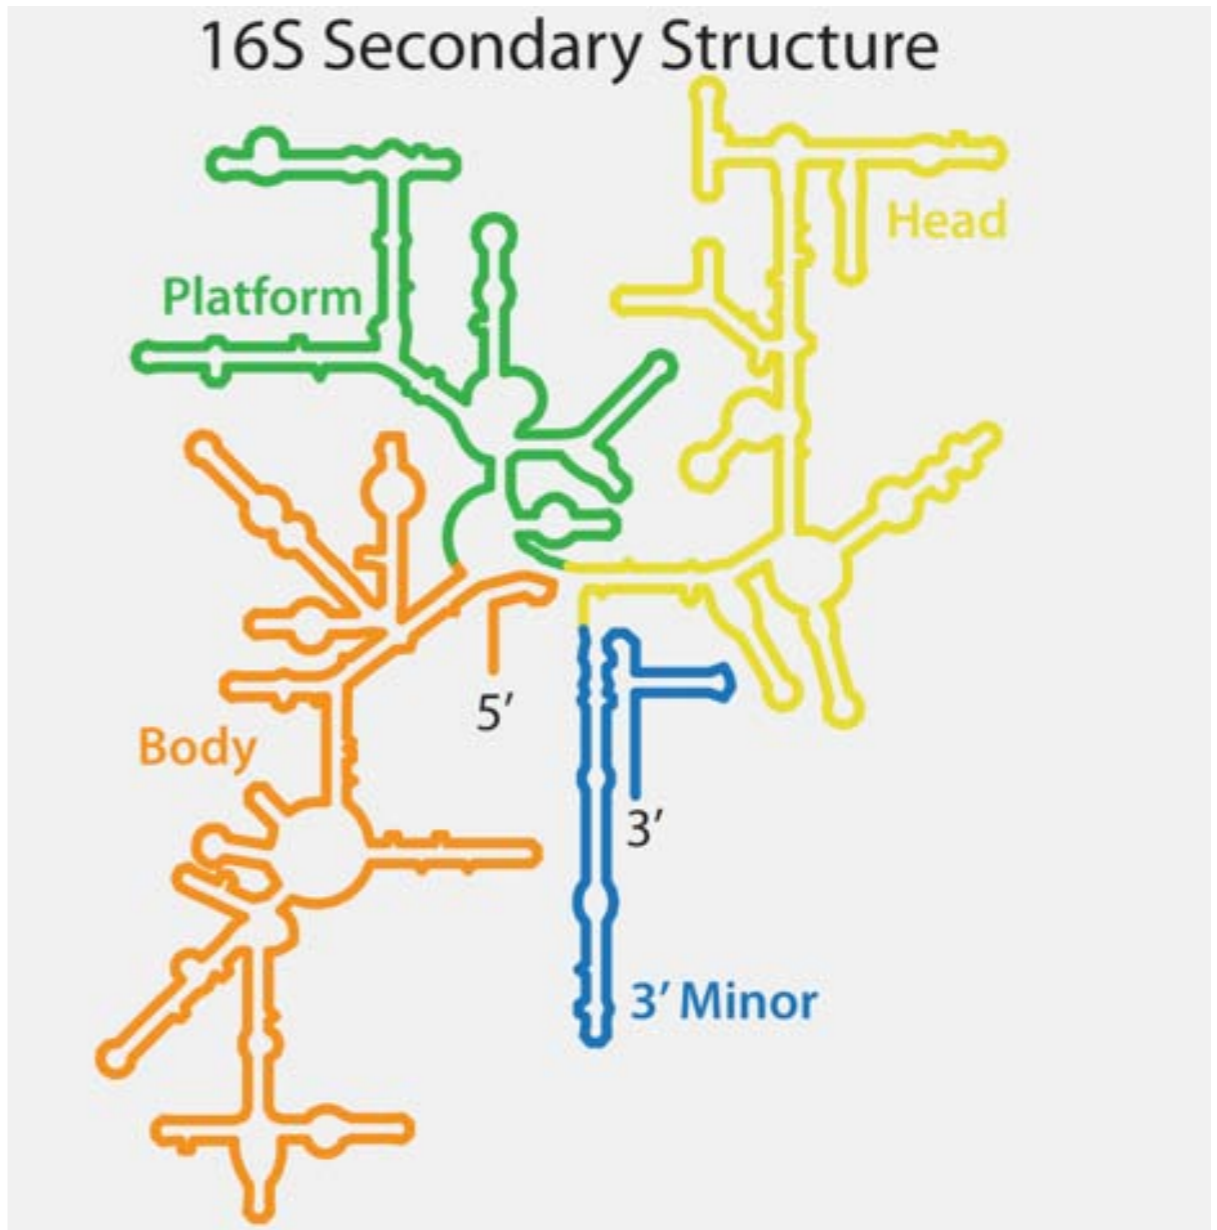 16S Secondary Structure
Head
Platform
5′
Body
3′
3′ Minor